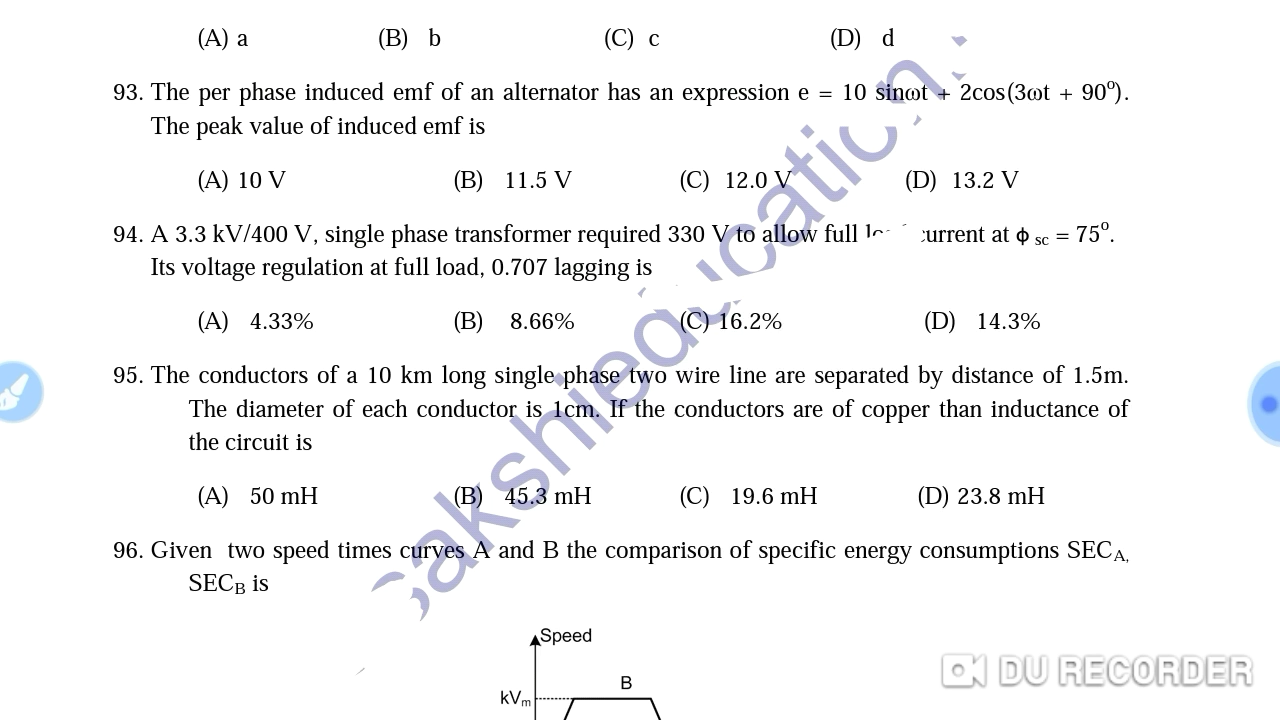 (A) a (B) b (C) c (D) d
93. The per phase induced emf of an alternator has an expression e = 10 sinωt + 2cos(3ωt + 90°).
The peak value of induced emf is
(A) 10 V (B) 11.5 V (C) 12.0 V (D) 13.2 V
94. A 3.3 kV/400 V, single phase transformer required 330 V to allow full current at ϕ sc = 75°.
Its voltage regulation at full load, 0.707 lagging is
(A) 4.33% (B) 8.66% (C) 16.2% (D) 14.3%
95. The conductors of a 10 km long single phase two wire line are separated by distance of 1.5m.
The diameter of each conductor is 1cm. If the conductors are of copper than inductance of
the circuit is
(A) 50 mH (B) 45.3 mH (C) 19.6 mH (D) 23.8 mH
96. Given two speed times curves A and B the comparison of specific energy consumptions SECA,
SECB is
Speed
B
kVm
sakshieducation
DU RECORDER